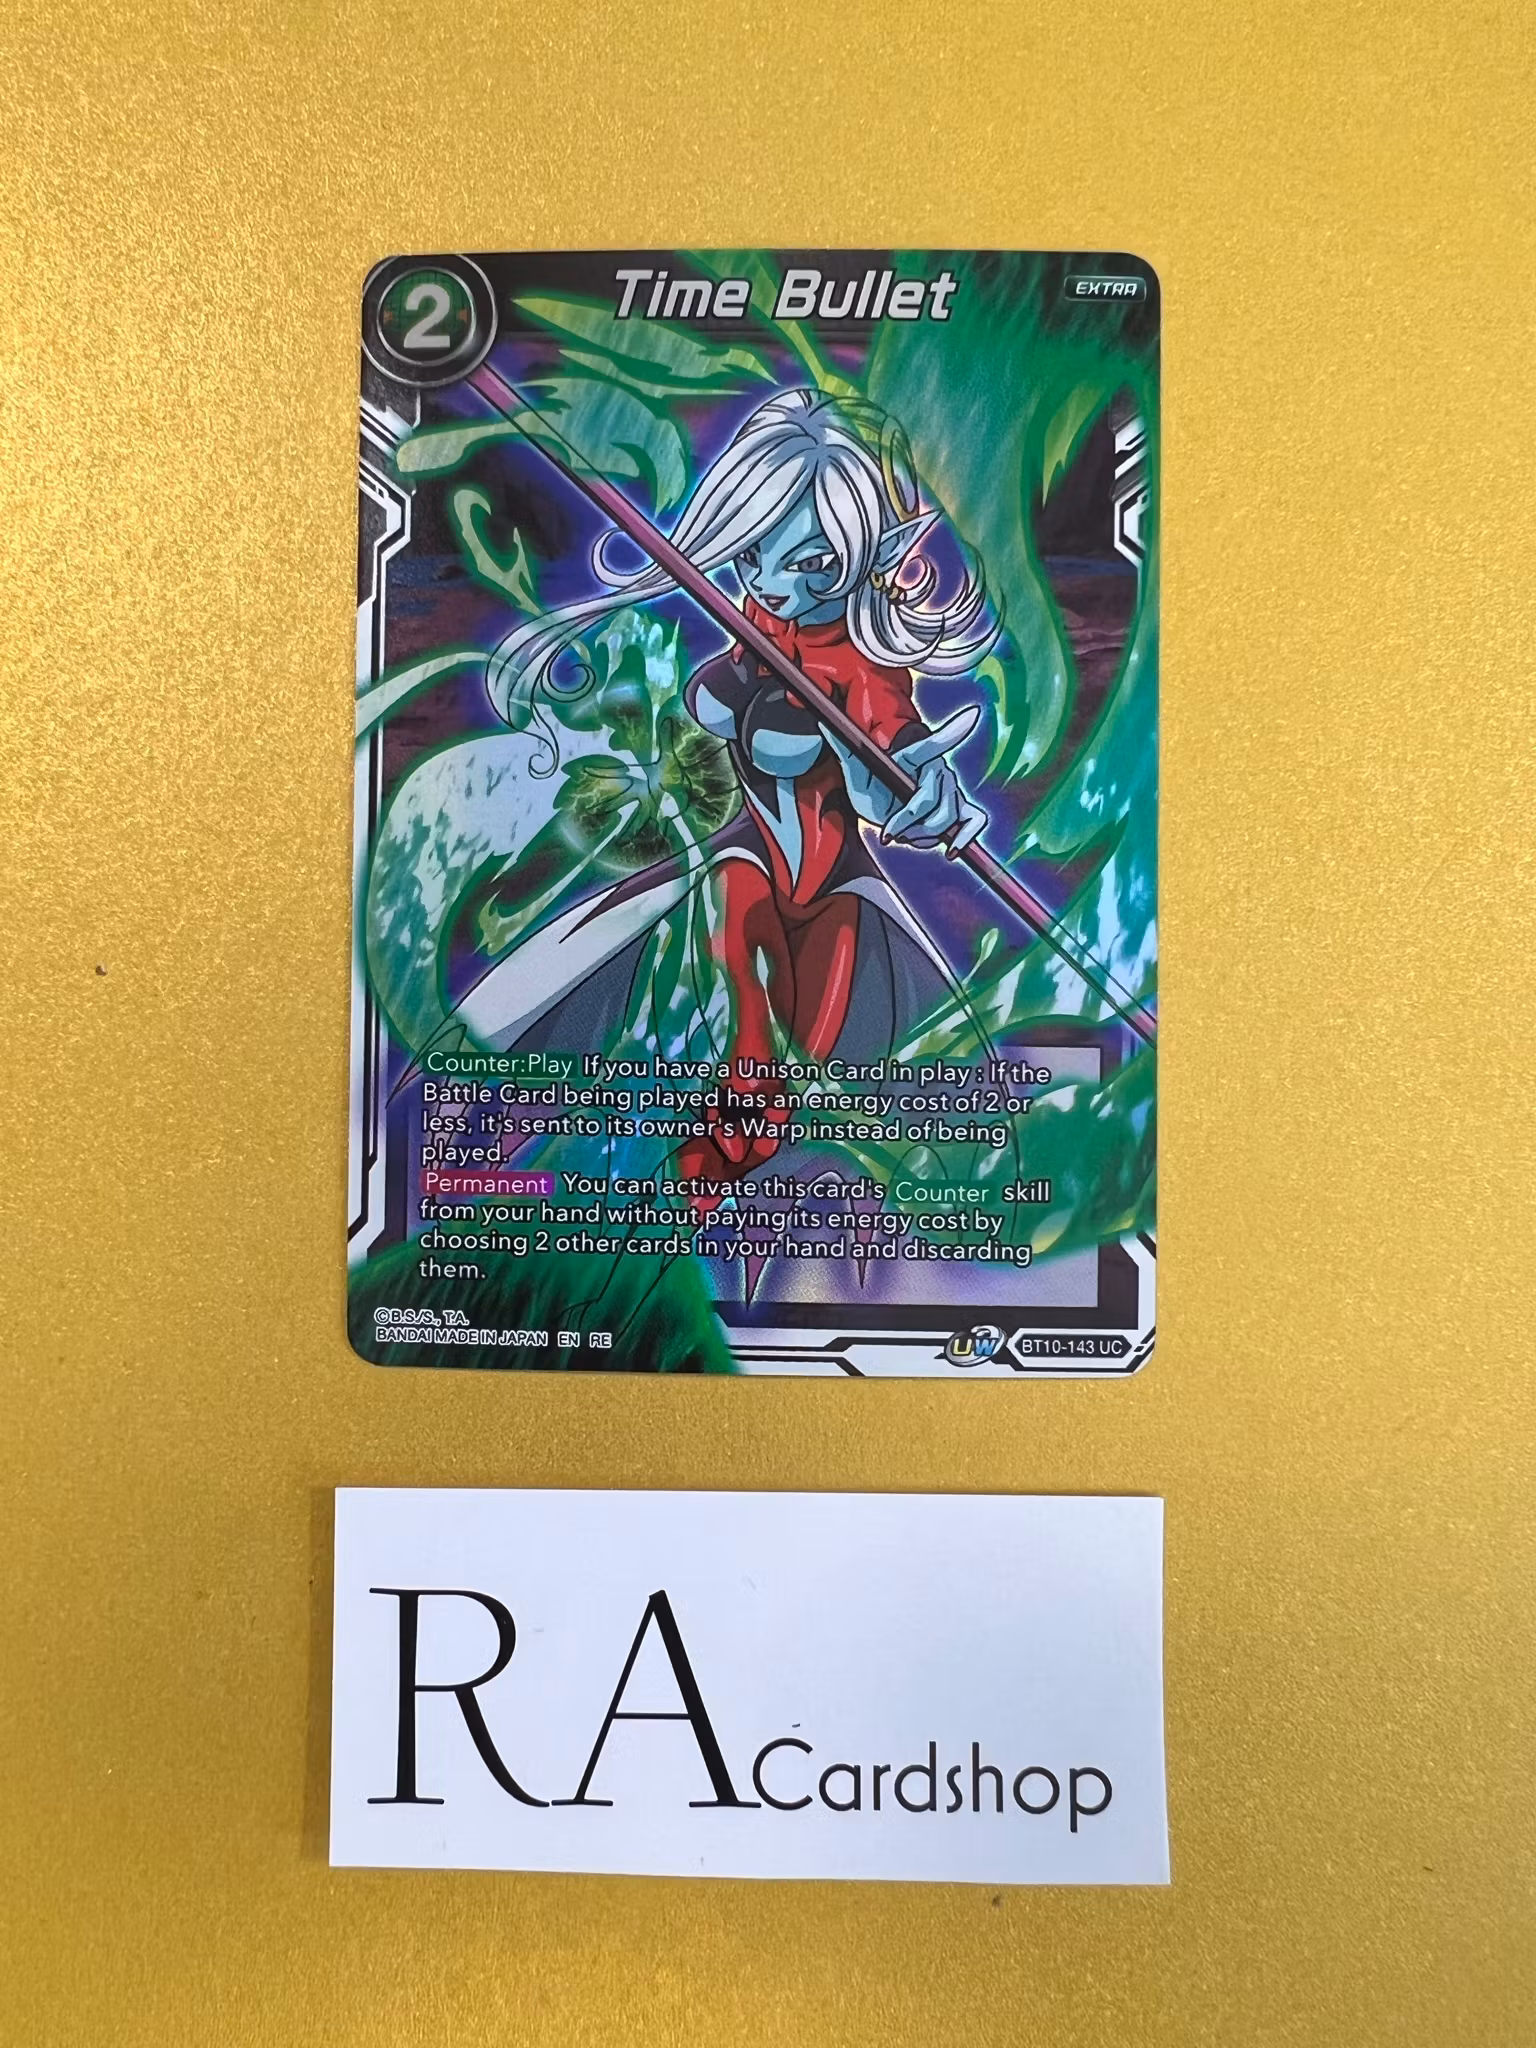 2
Time Bullet
EXTRA
Counter:Play If you have a Unison Card in play : If the
Battle Card being played has an energy cost of 2 or
less, it's sent to its owner's Warp instead of being
played.
Permanent You can activate this card's Counter skill
from your hand without paying its energy cost by
choosing 2 other cards in your hand and discarding
them.
©B.S./S., T.A.
BANDAI MADE IN JAPAN EN RE
UW
BT10-143 UC
RA Cardshop